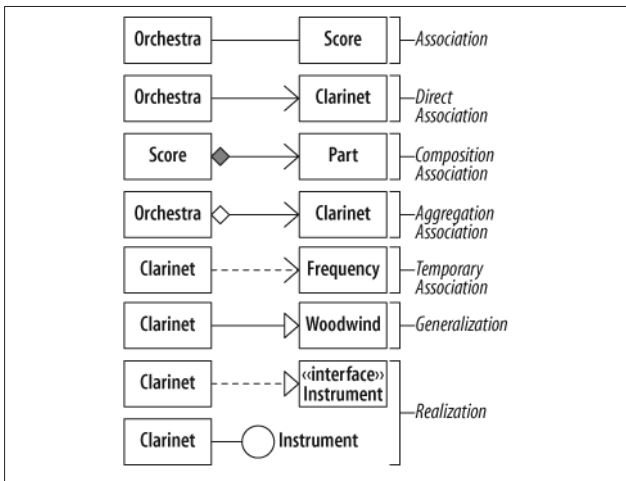 Orchestra Score Association
Orchestra Clarinet Direct
Association
Score Part Composition
Association
Orchestra Clarinet Aggregation
Association
Clarinet Frequency Temporary
Association
Clarinet Woodwind Generalization
Clarinet «interface»
Instrument
Realization
Clarinet Instrument